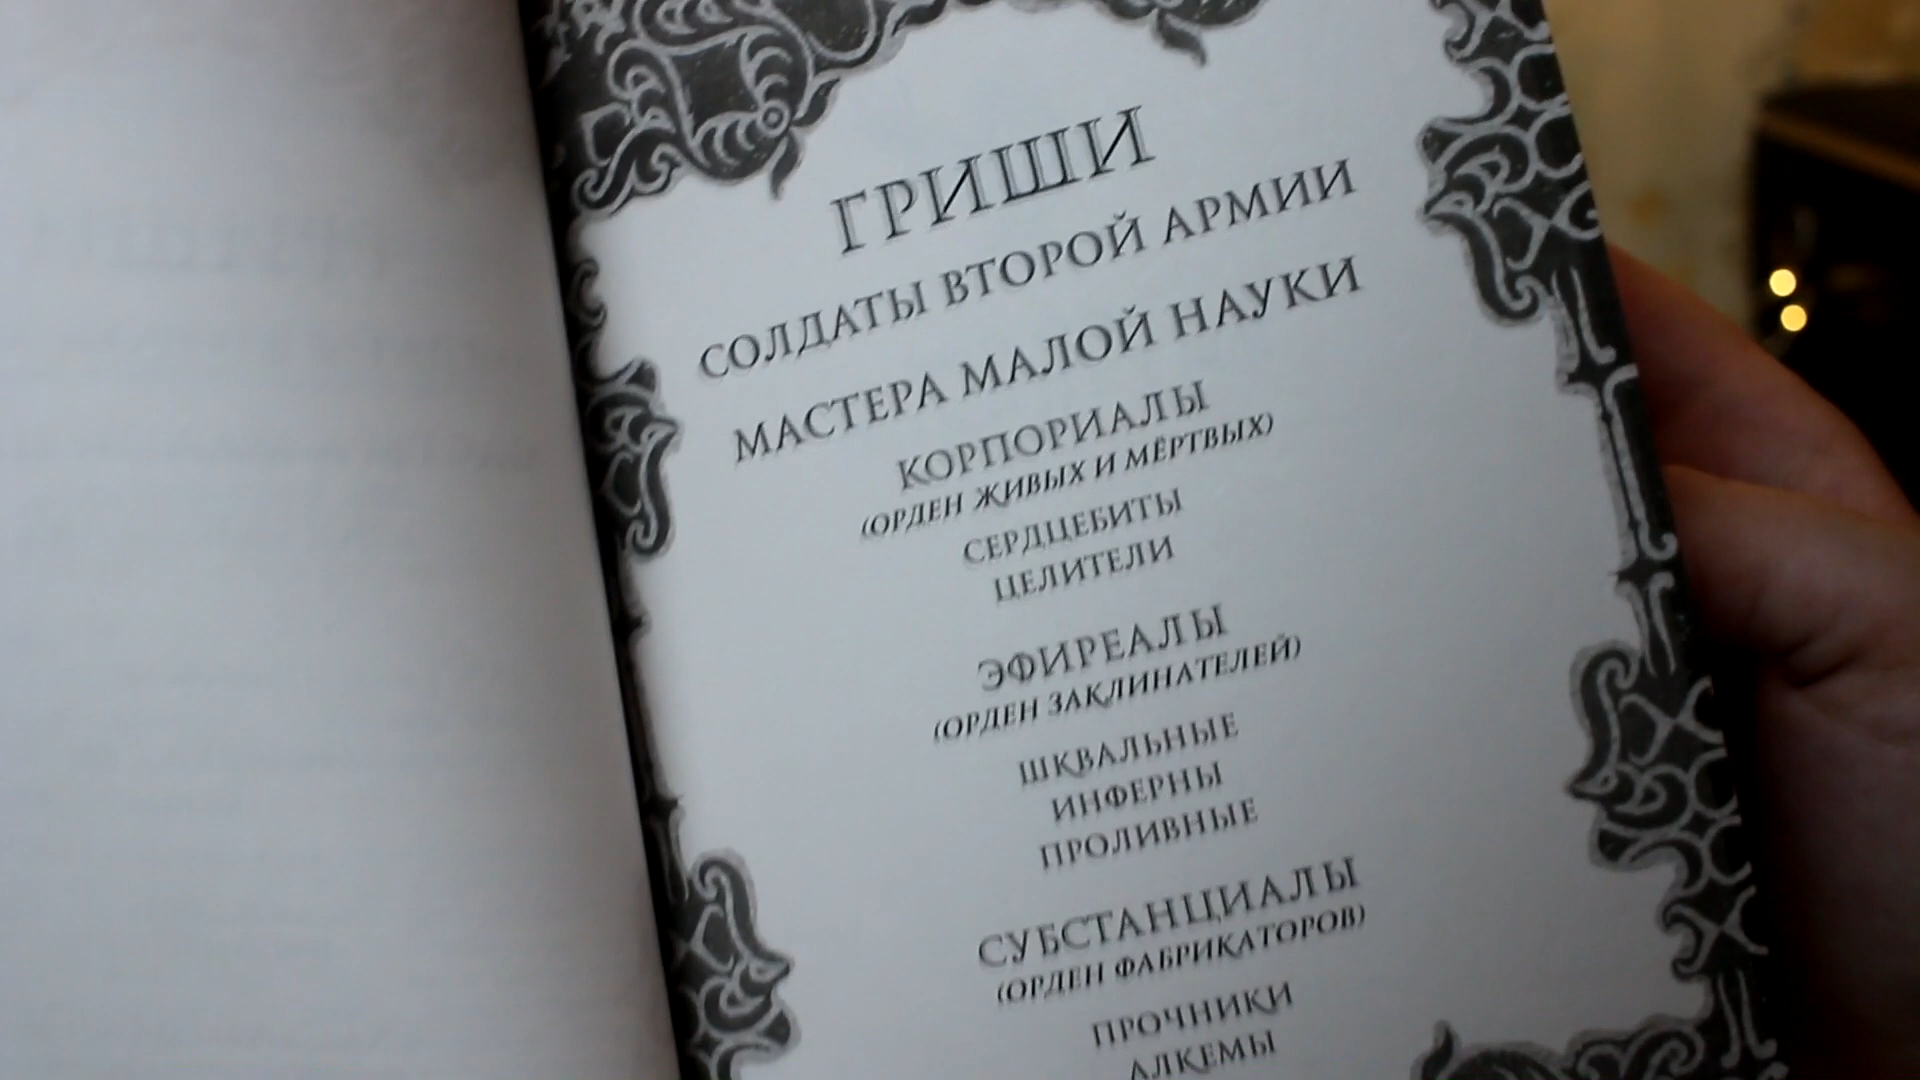 ГРИШИ
СОЛДАТЫ ВТОРОЙ АРМИИ
МАСТЕРА МАЛОЙ НАУКИ
КОРПОРИАЛЫ
(ОРДЕН ЖИВЫХ И МЁРТВЫХ)
СЕРДЦЕБИТЫ
ЦЕЛИТЕЛИ
ЭФИРЕАЛЫ
(ОРДЕН ЗАКЛИНАТЕЛЕЙ)
ШКВАЛЬНЫЕ
ИНФЕРНЫ
ПРОЛИВНЫЕ
СУБСТАНЦИАЛЫ
(ОРДЕН ФАБРИКАТОРОВ)
ПРОЧНИКИ
АЛКЕМЫ